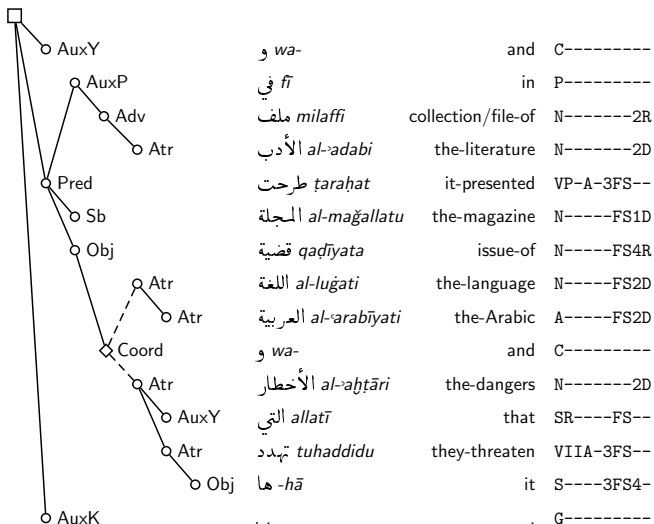 AuxY و wa- and C---------
AuxP في fī in P---------
Adv ملف milaffi collection/file-of N-------2R
Atr الأدب al-ʾadabi the-literature N-------2D
Pred طرحت ṭaraḥat it-presented VP-A-3FS--
Sb المجلة al-maǧallatu the-magazine N-----FS1D
Obj قضية qaḍīyata issue-of N-----FS4R
Atr اللغة al-luġati the-language N-----FS2D
Atr العربية al-ʿarabīyati the-Arabic A-----FS2D
Coord و wa- and C---------
Atr الأخطار al-ʾaḫṭāri the-dangers N-------2D
AuxY التي allatī that SR----FS--
Atr تهدد tuhaddidu they-threaten VIIA-3FS--
Obj ها -hā it S----3FS4-
AuxK G---------